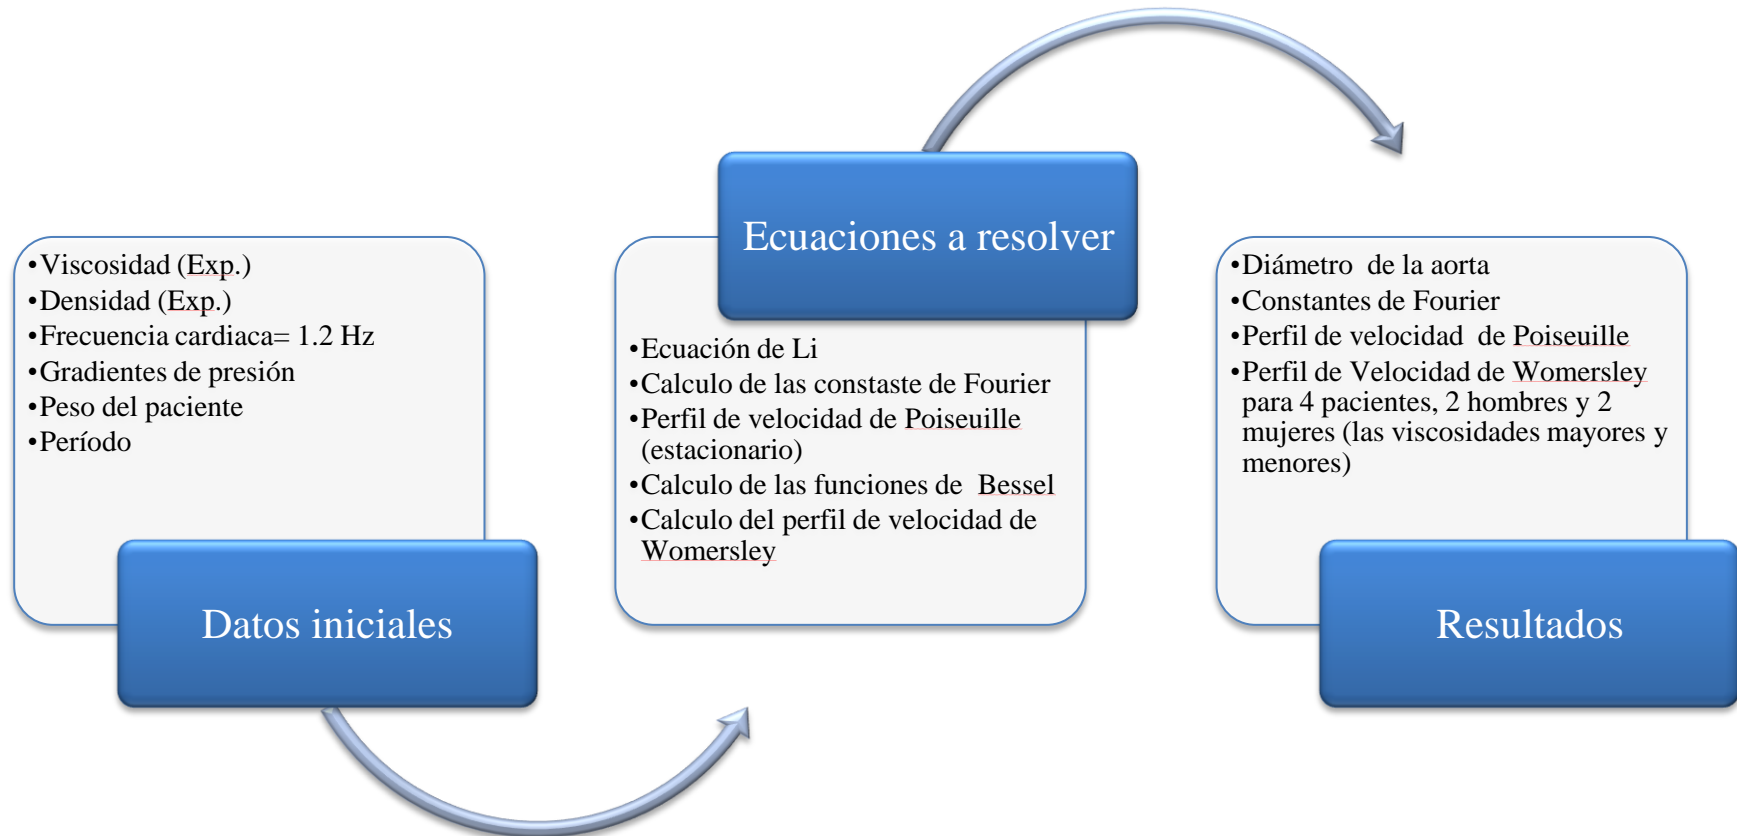 •Viscosidad (Exp.)
•Densidad (Exp.)
•Frecuencia cardiaca= 1.2 Hz
•Gradientes de presión
•Peso del paciente
•Período
Datos iniciales
Ecuaciones a resolver
•Ecuación de Li
•Calculo de las constaste de Fourier
•Perfil de velocidad de Poiseuille
(estacionario)
•Calculo de las funciones de Bessel
•Calculo del perfil de velocidad de
Womersley
•Diámetro de la aorta
•Constantes de Fourier
•Perfil de velocidad de Poiseuille
•Perfil de Velocidad de Womersley
para 4 pacientes, 2 hombres y 2
mujeres (las viscosidades mayores y
menores)
Resultados